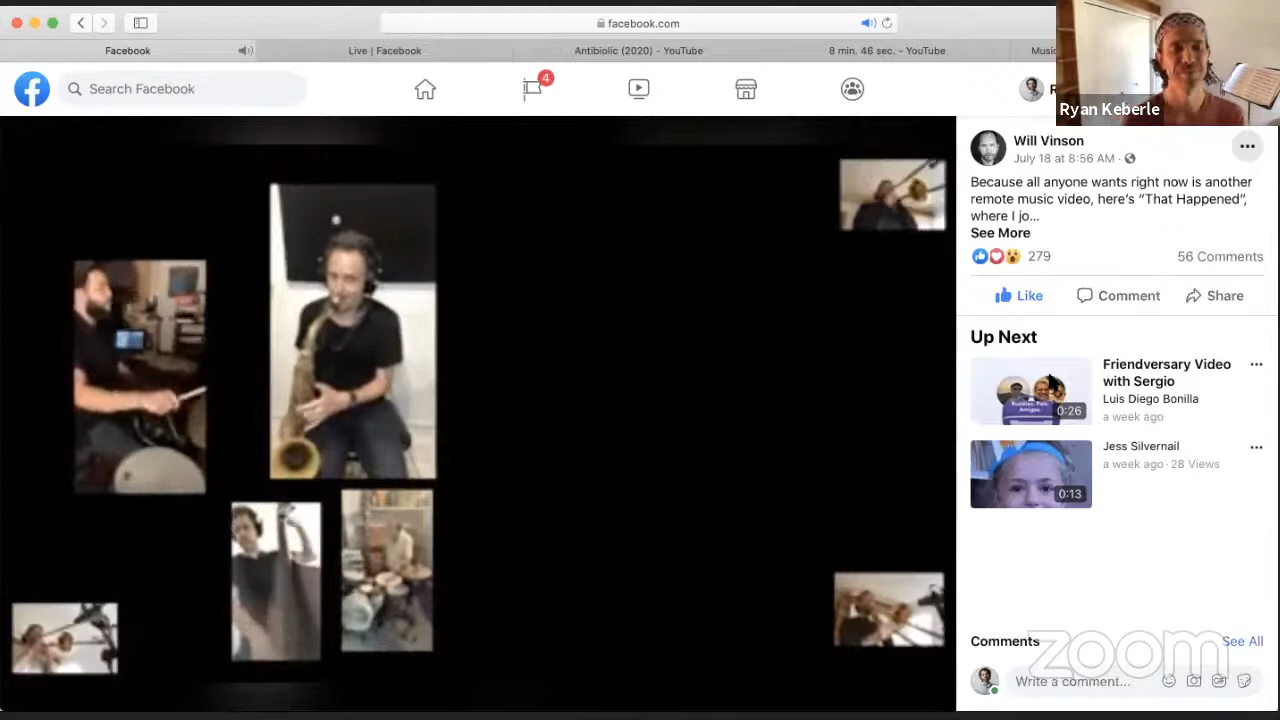 facebook.com
Facebook
Live | Facebook
Antibiolic (2020) - YouTube
8 min. 46 sec. - YouTube
Music
Search Facebook
4
Ryan Keberle
Will Vinson
July 18 at 8:56 AM ·
Because all anyone wants right now is another
remote music video, here's “That Happened”,
where I jo...
See More
279
56 Comments
Like
Comment
Share
Up Next
Friendversary Video
with Sergio
Luis Diego Bonilla
a week ago
0:26
Jess Silvernail
a week ago · 28 Views
0:13
Comments
See All
zoom
Write a comment...
GIF